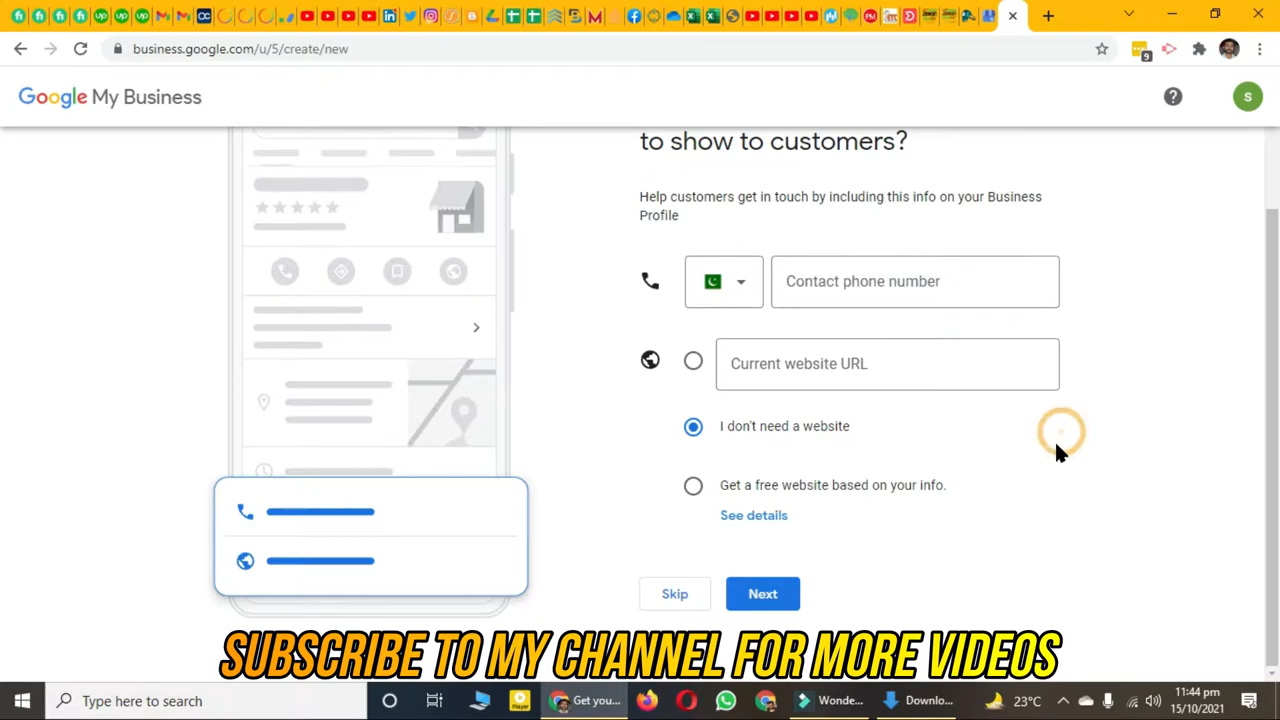 business.google.com/u/5/create/new
9
Google My Business
S
to show to customers?
Help customers get in touch by including this info on your Business
Profile
Contact phone number
Current website URL
I don't need a website
Get a free website based on your info.
See details
Skip
Next
SUBSCRIBE TO MY CHANNEL FOR MORE VIDEOS
Type here to search
Player
Get you...
Wonde...
Downlo...
23°C
11:44 pm
15/10/2021